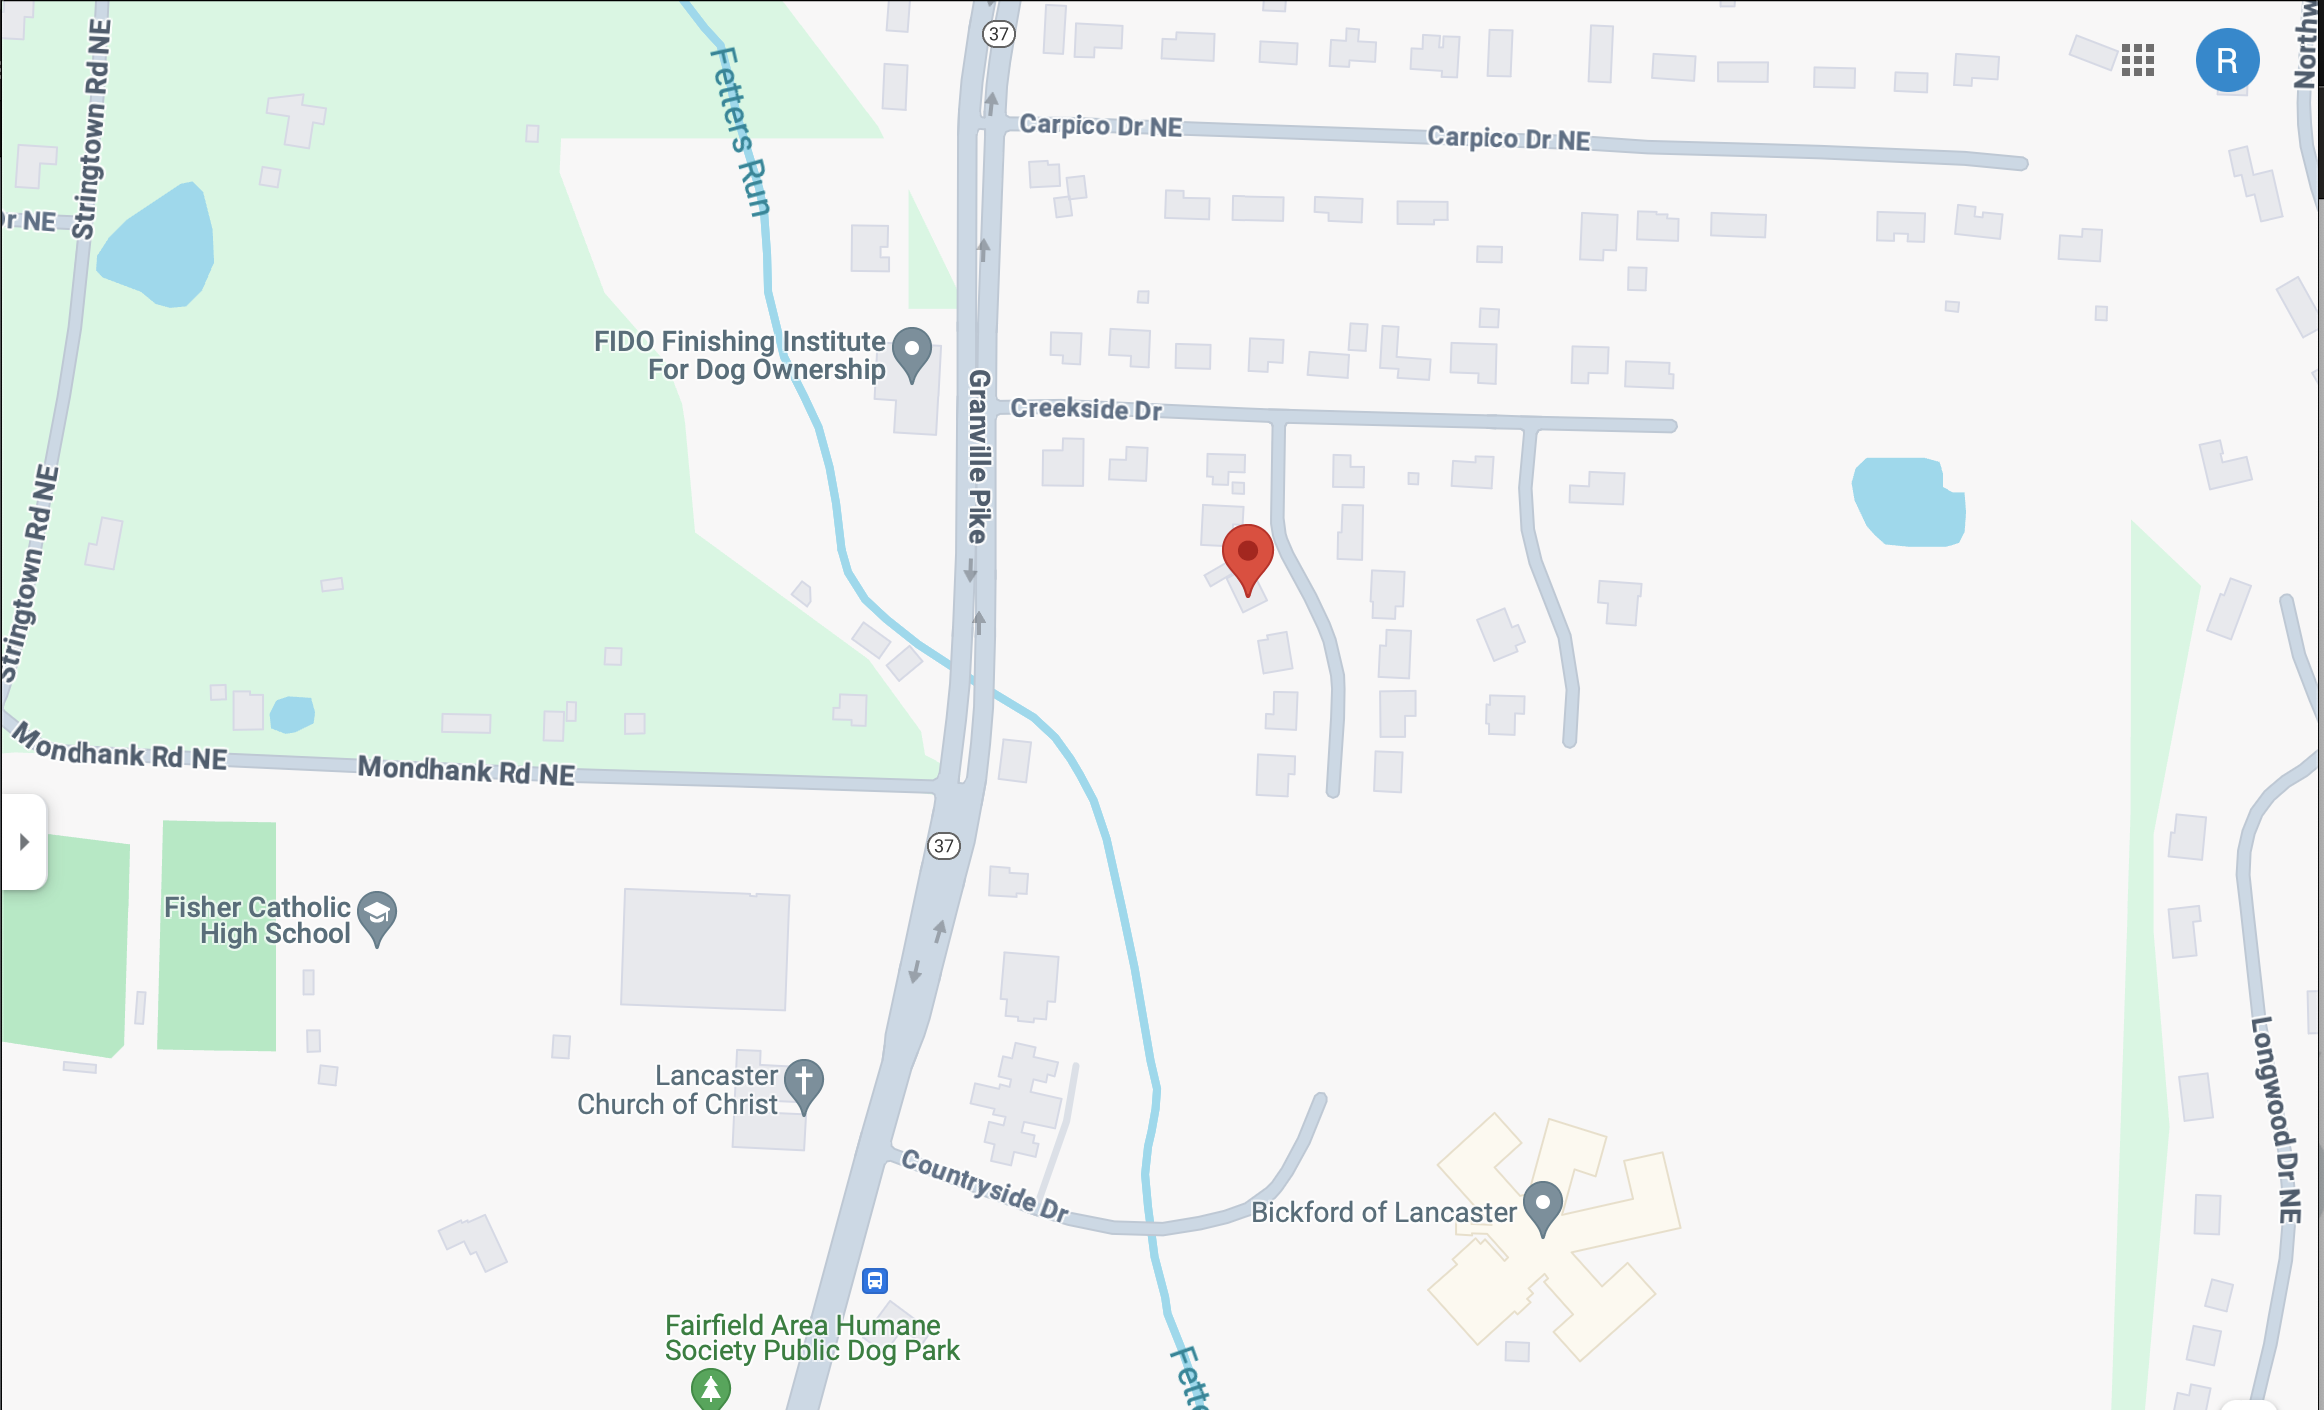 Stringtown Rd NE
Fetters Run
37
R
Northw
Carpico Dr NE
Carpico Dr NE
Dr NE
FIDO Finishing Institute
For Dog Ownership
Granville Pike
Creekside Dr
Stringtown Rd NE
Mondhank Rd NE
Mondhank Rd NE
37
Fisher Catholic
High School
Lancaster
Church of Christ
Countryside Dr
Bickford of Lancaster
Longwood Dr NE
Fairfield Area Humane
Society Public Dog Park
Fette